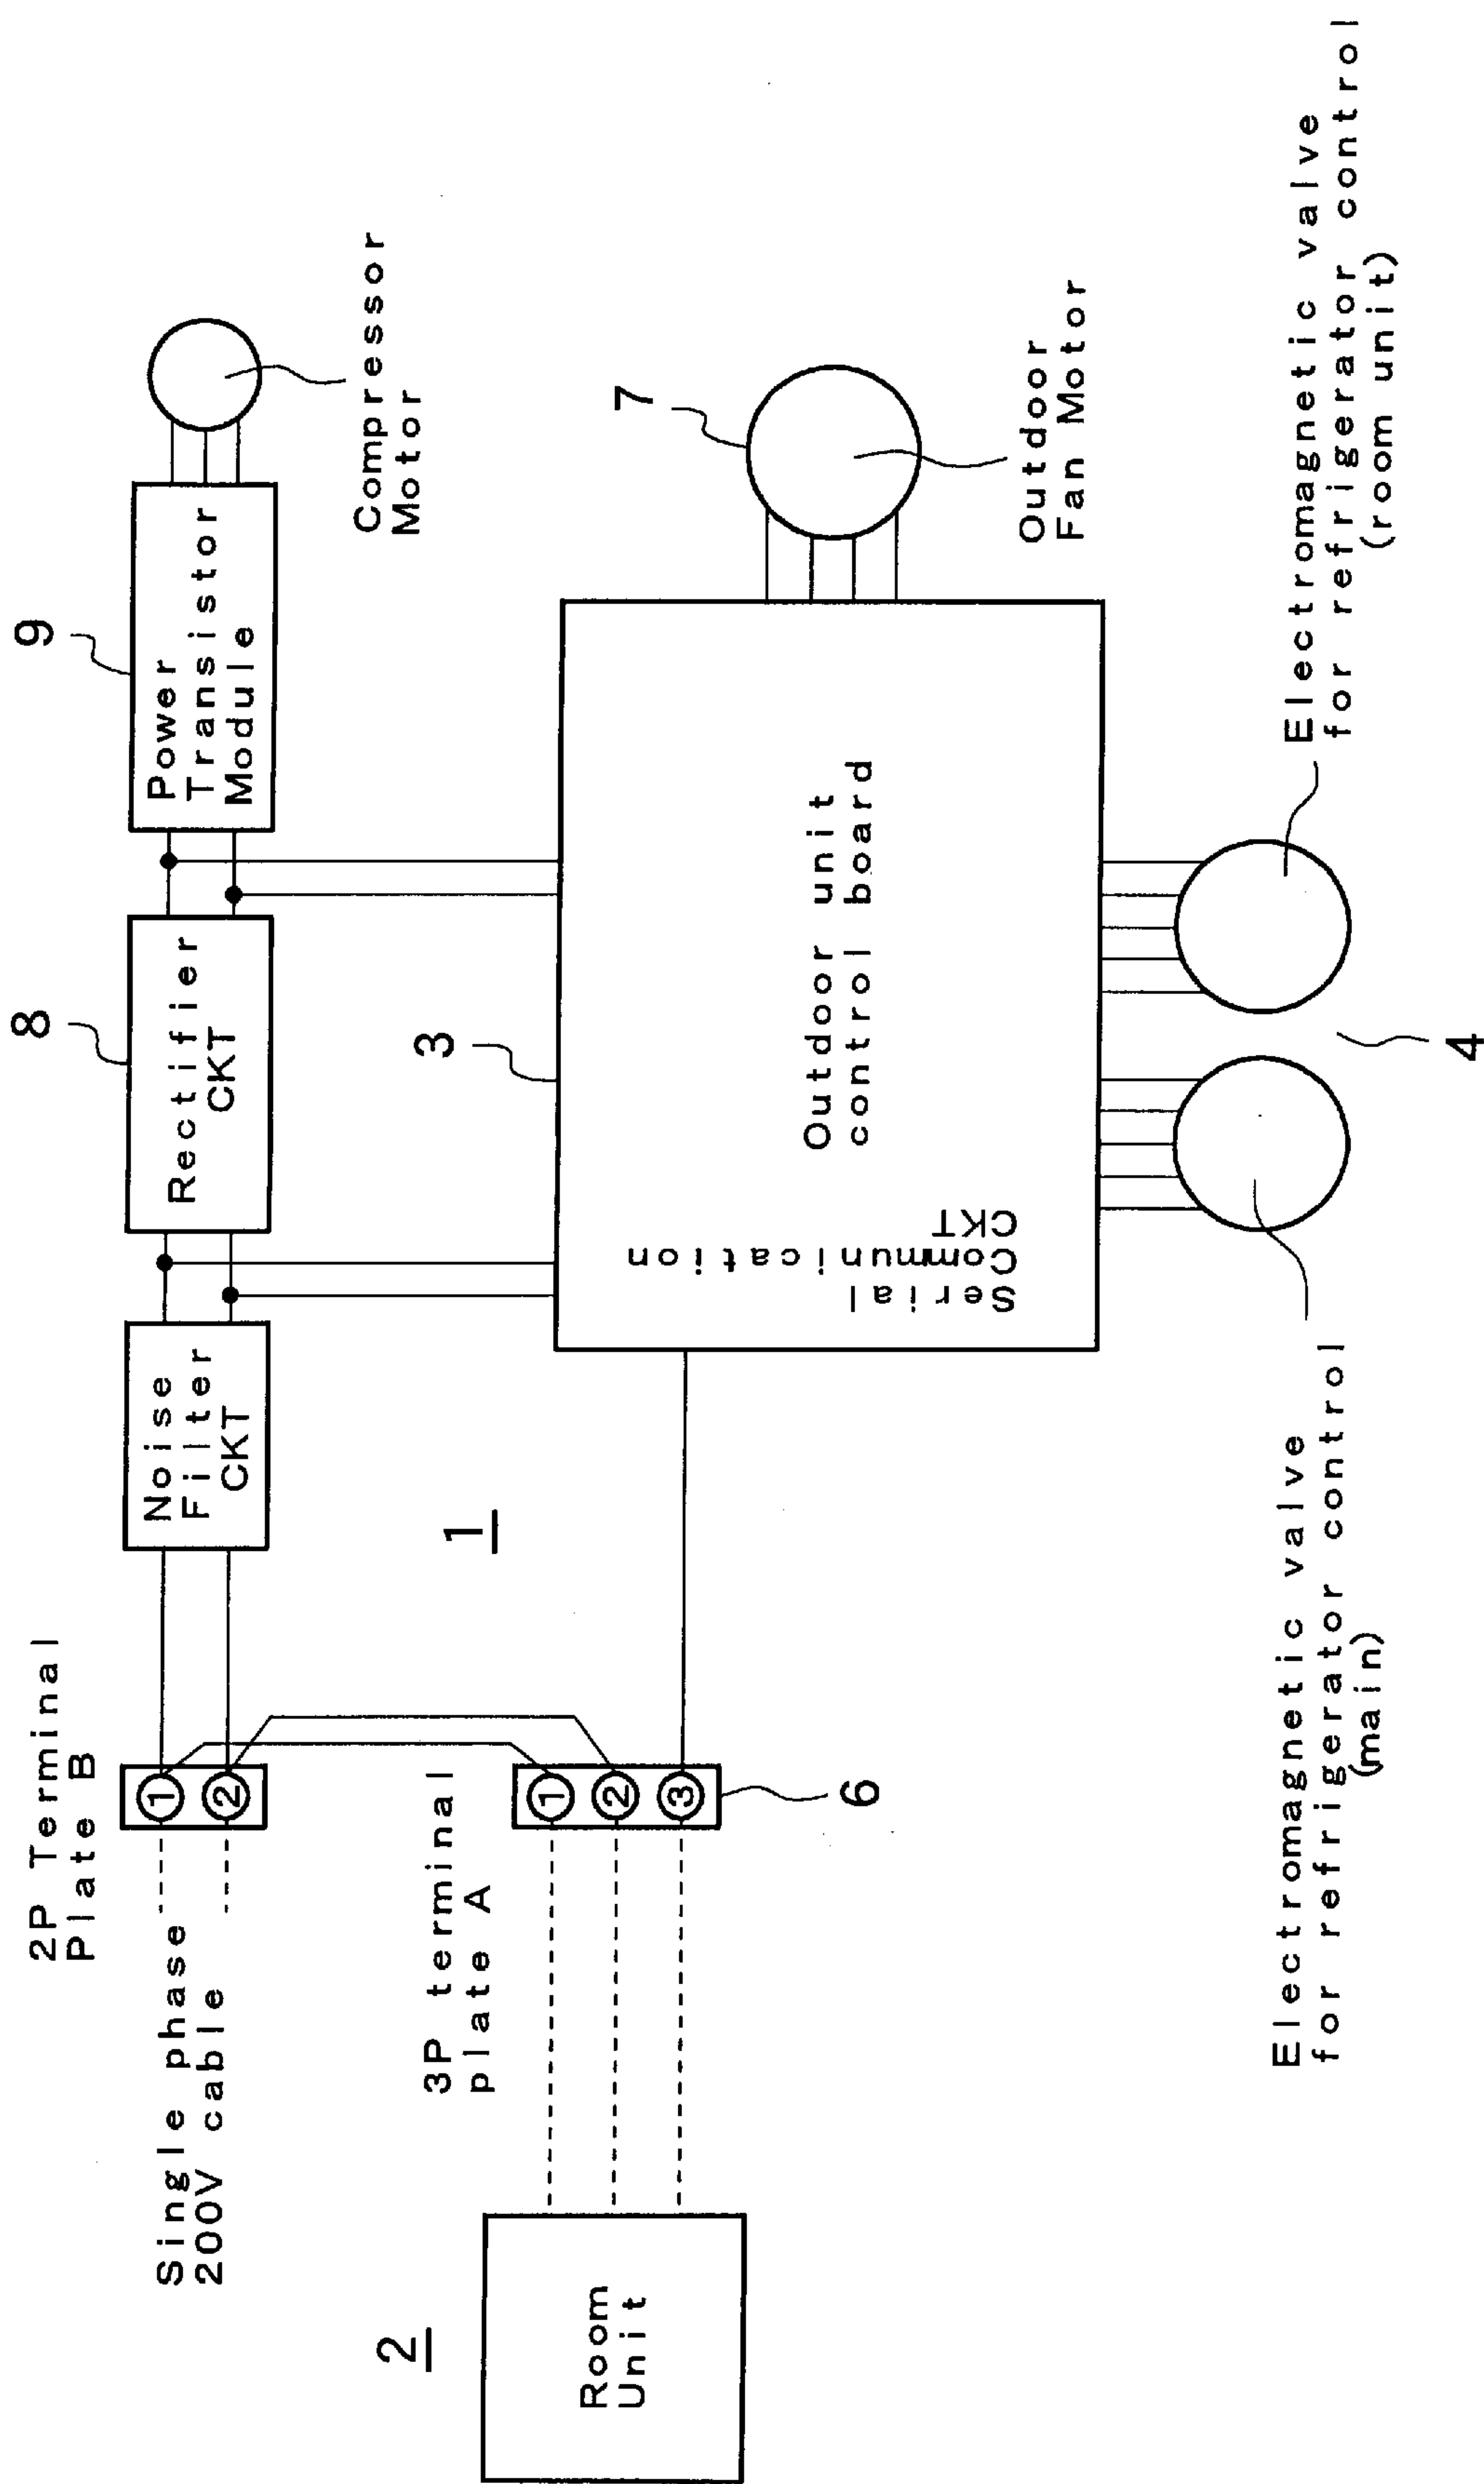 2P Terminal
Plate B
Single phase
200V cable
1
2
Noise
Filter
CKT
8
Rectifier
CKT
9
Power
Transistor
Module
Compressor
Motor
2
Room
Unit
3P terminal
plate A
1
2
3
6
1
3
Serial
Communication
CKT
Outdoor unit
control board
7
Outdoor
Fan Motor
Electromagnetic valve
for refrigerator control
(main)
4
Electromagnetic valve
for refrigerator control
(room unit)